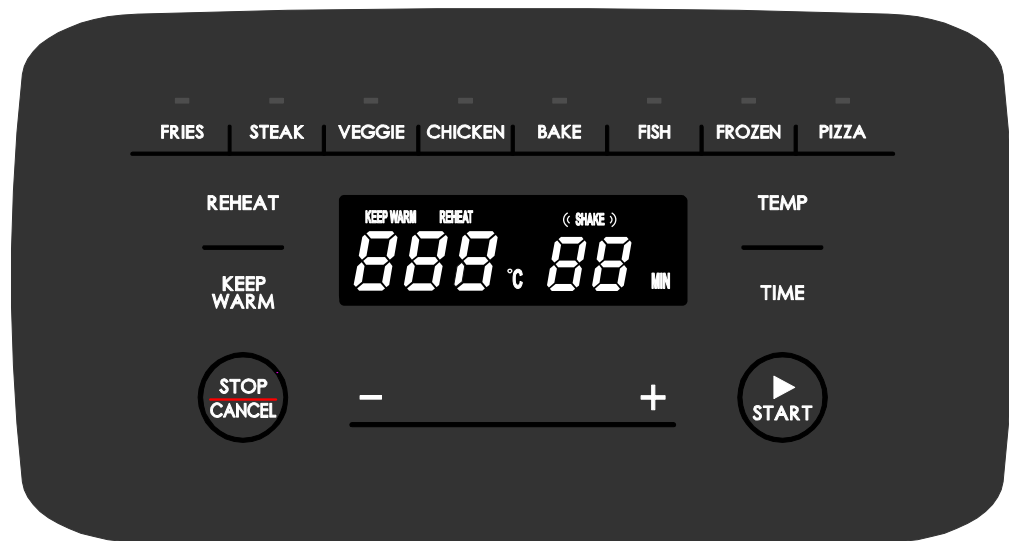 FRIES STEAK VEGGIE CHICKEN BAKE FISH FROZEN PIZZA
REHEAT
KEEP WARM REHEAT (( SHAKE ))
TEMP
888 °C 88 MIN
KEEP
WARM
TIME
STOP
CANCEL
− +
START